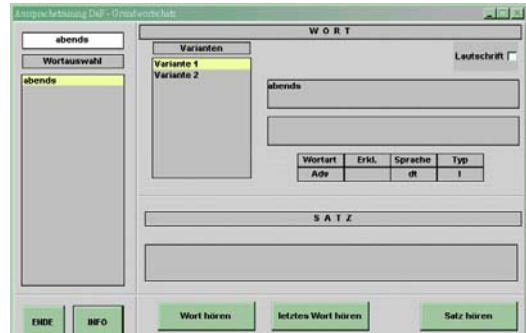 Aussprachetraining DaF - Grundwortschatz
abends
Wortauswahl
abends
ENDE
INFO
WORT
Varianten
Variante 1
Variante 2
Lautschrift
abends
Wortart Erkl. Sprache Typ
Adv dt I
SATZ
Wort hören
letztes Wort hören
Satz hören